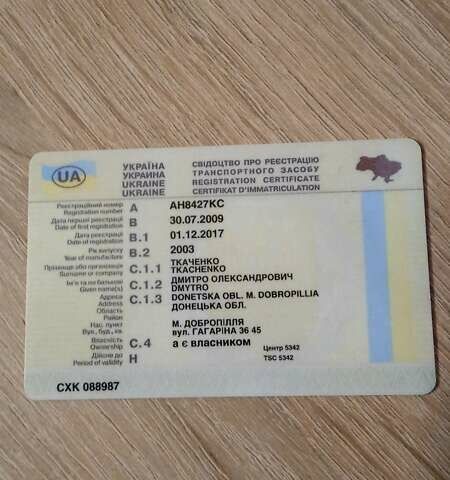 UA
УКРАЇНА
УКРАИНА
UKRAINE
UKRAINE
СВІДОЦТВО ПРО РЕЄСТРАЦІЮ
ТРАНСПОРТНОГО ЗАСОБУ
REGISTRATION CERTIFICATE
CERTIFIKAT D'IMMATRICULATION
Реєстраційний номер
Registration number
A
AH8427KC
Дата першої реєстрації
Date of first registration
B
30.07.2009
Дата реєстрації
Date of registration
B.1
01.12.2017
Рік випуску
Year of manufacture
B.2
2003
Прізвище або організація
Surname or company
C.1.1
ТКАЧЕНКО
TKACHENKO
Ім'я та по батькові
Given name(s)
C.1.2
ДМИТРО ОЛЕКСАНДРОВИЧ
DMYTRO
Адреса
Address
C.1.3
DONETSKA OBL. M. DOBROPILLIA
ДОНЕЦЬКА ОБЛ.
Область
Район
Нас. пункт
М. ДОБРОПІЛЛЯ
Вул., буд., кв.
вул. ГАГАРІНА 36 45
Власність
Ownership
C.4
а є власником
Центр 5342
Дійсне до
Period of validity
H
TSC 5342
СХК 088987